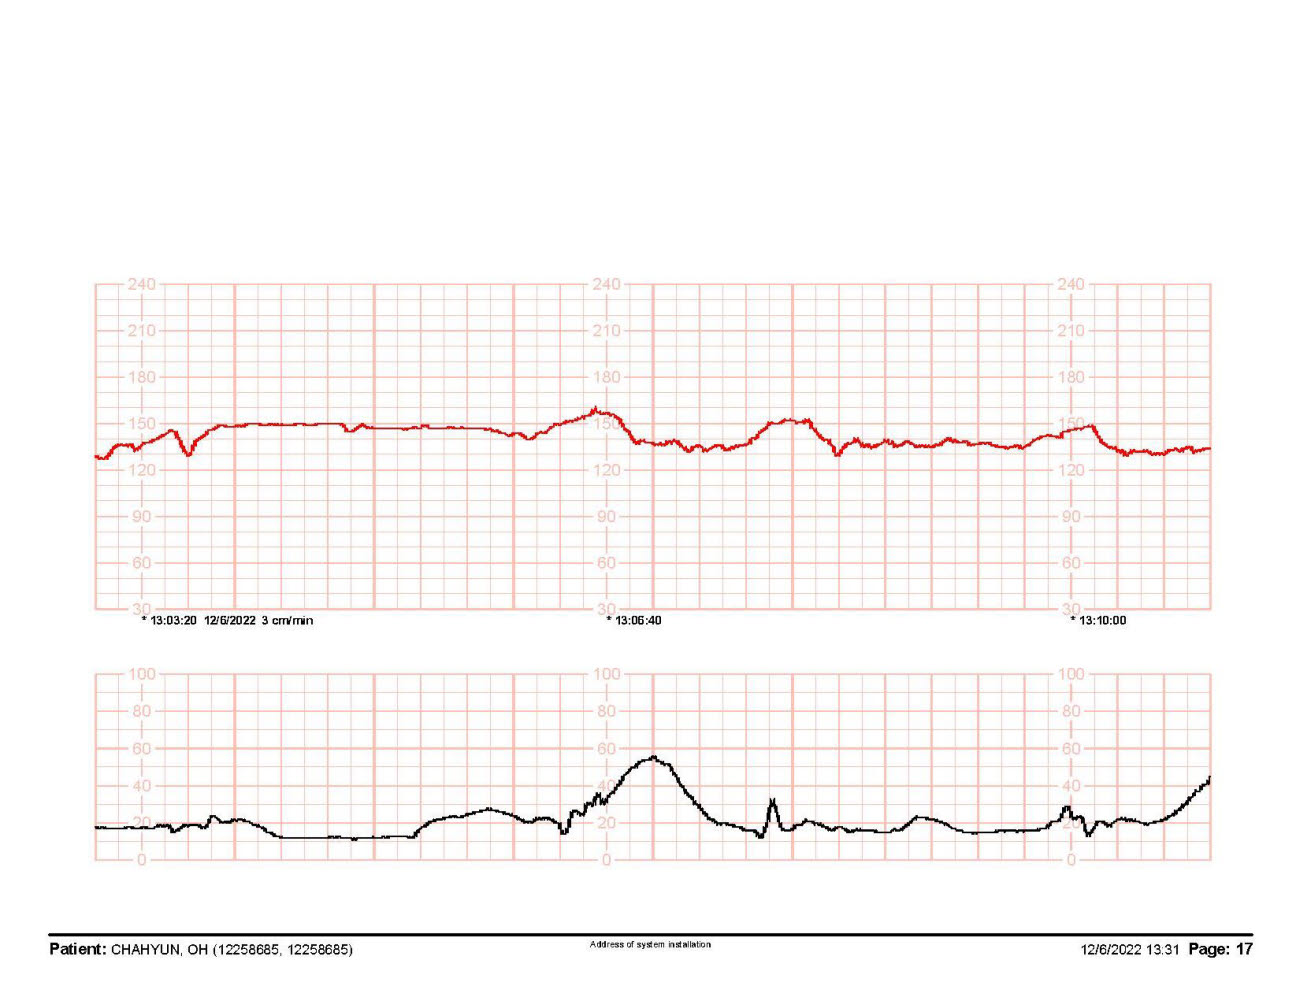 240 240 240
210 210 210
180 180 180
150 150 150
120 120 120
90 90 90
60 60 60
30 30 30
* 13:03:20 12/6/2022 3 cm/min * 13:06:40 * 13:10:00
100 100 100
80 80 80
60 60 60
40 40 40
20 20 20
0 0 0
Patient: CHAHYUN, OH (12258685, 12258685) Address of system installation 12/6/2022 13:31 Page: 17